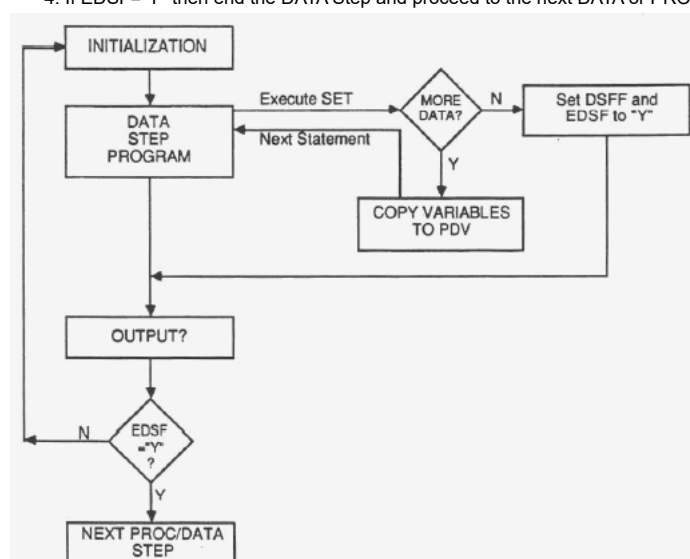 4. If EDSF= "Y" then end the DATA Step and proceed to the next DATA or PRO
INITIALIZATION
DATA
STEP
PROGRAM
Execute SET
Next Statement
MORE
DATA?
N
Y
Set DSFF and
EDSF to "Y"
COPY VARIABLES
TO PDV
OUTPUT?
EDSF
="Y"
?
N
Y
NEXT PROC/DATA
STEP